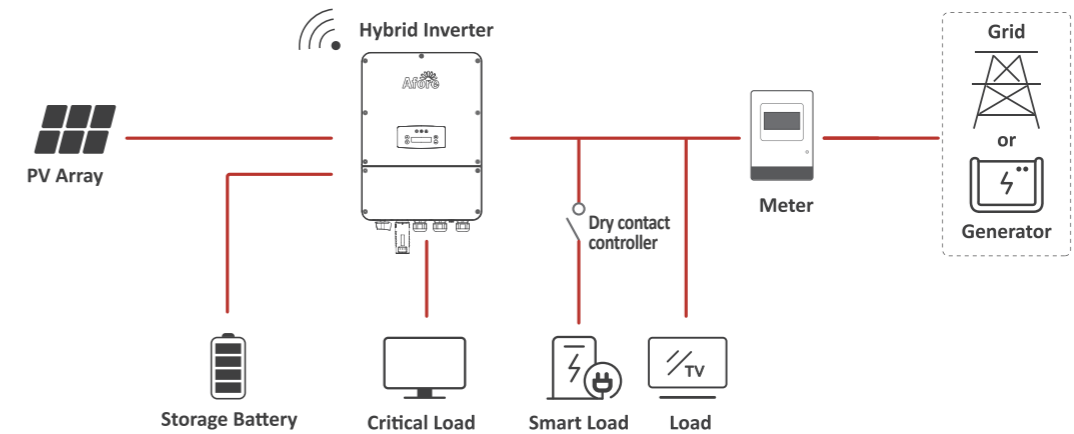 Hybrid Inverter
Afore
PV Array
Grid
or
Generator
Meter
Dry contact
controller
Storage Battery
Critical Load
Smart Load
TV
Load